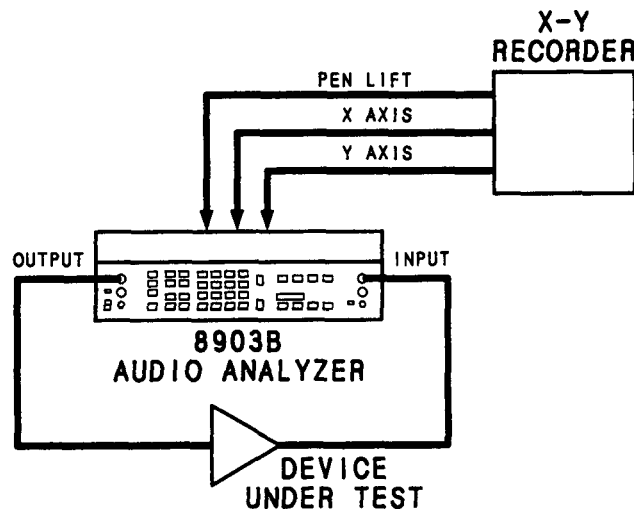 X-Y
RECORDER
PEN LIFT
X AXIS
Y AXIS
OUTPUT
INPUT
8903B
AUDIO ANALYZER
DEVICE
UNDER TEST